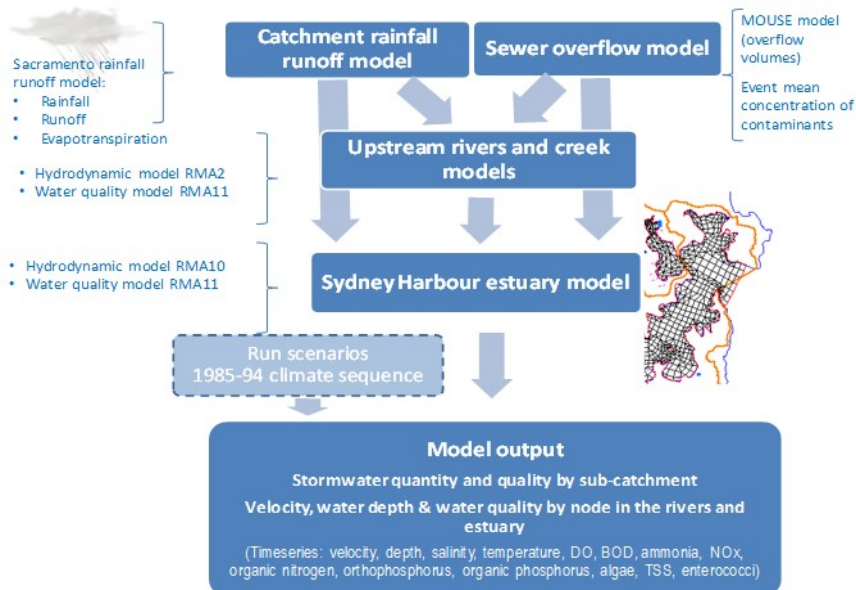 Catchment rainfall
runoff model
Sewer overflow model
MOUSE model
(overflow
volumes)
Event mean
concentration of
contaminants
Sacramento rainfall
runoff model:
• Rainfall
• Runoff
• Evapotranspiration
Upstream rivers and creek
models
• Hydrodynamic model RMA2
• Water quality model RMA11
• Hydrodynamic model RMA10
• Water quality model RMA11
Sydney Harbour estuary model
Run scenarios
1985-94 climate sequence
Model output
Stormwater quantity and quality by sub-catchment
Velocity, water depth & water quality by node in the rivers and
estuary
(Timeseries: velocity, depth, salinity, temperature, DO, BOD, ammonia, NOx,
organic nitrogen, orthophosphorus, organic phosphorus, algae, TSS, enterococci)